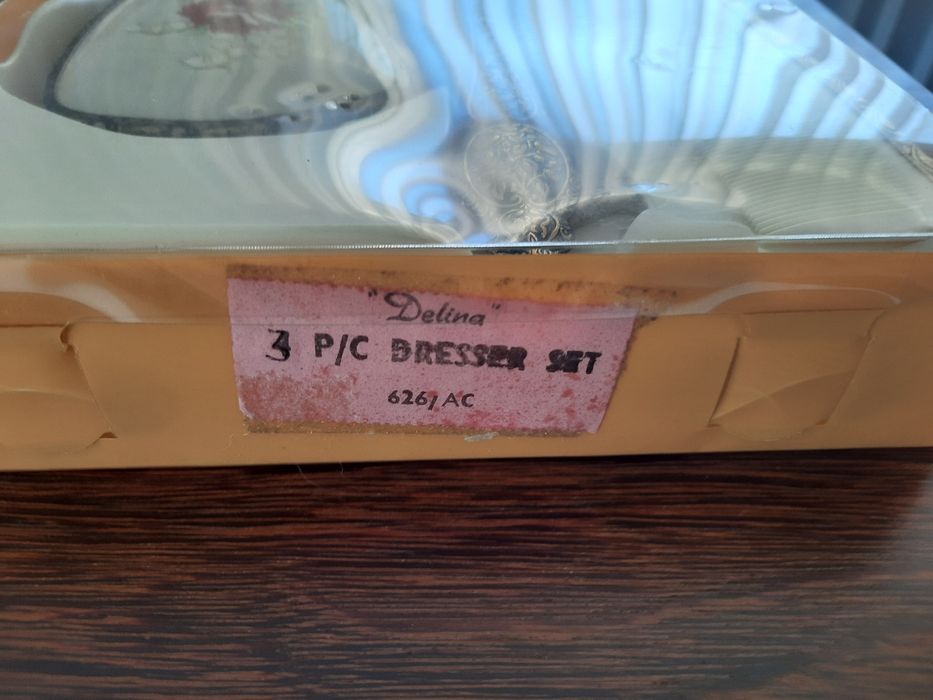 "Delina"
3 P/C DRESSER SET
626/AC